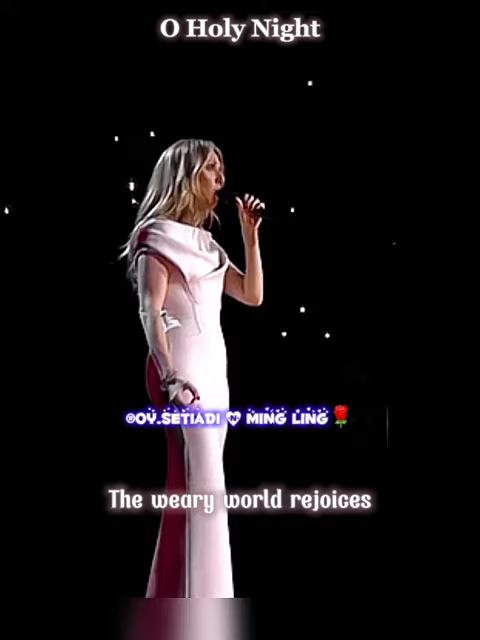 O Holy Night
©OY.SETIADI 🤍 MING LING🌹
The weary world rejoices